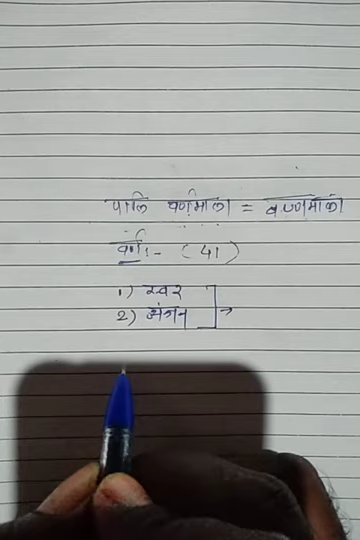 पालि वर्णमाला = वण्णमाला
वर्ण :- (41)
1) स्वर
2) व्यंजन